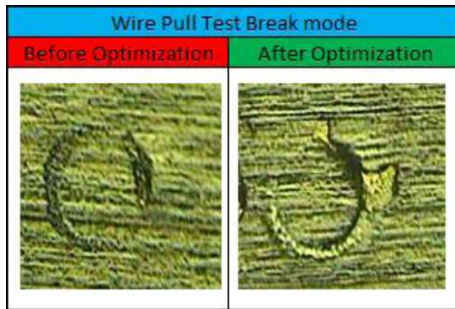 Wire Pull Test Break mode
Before Optimization
After Optimization